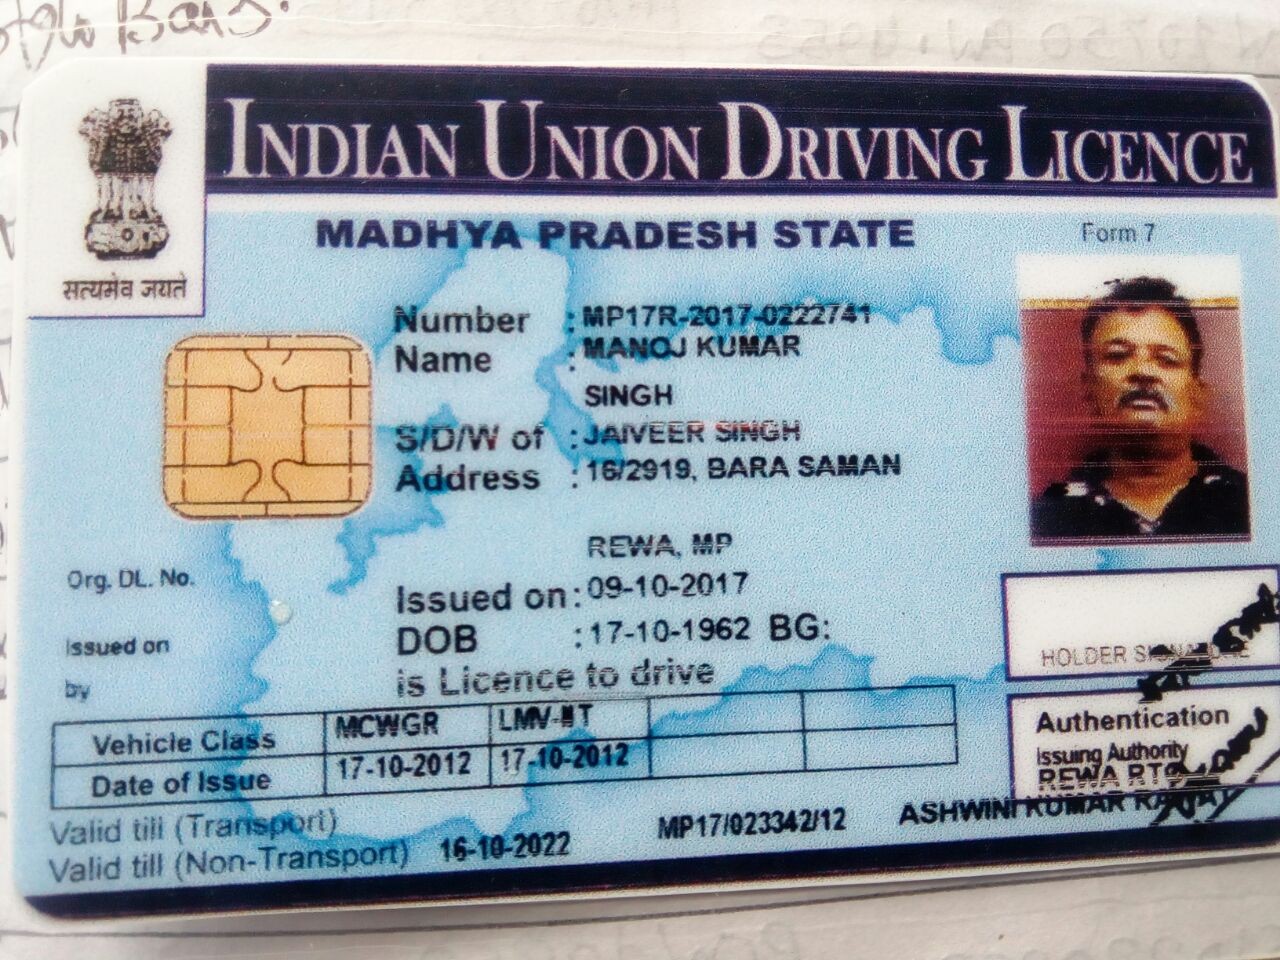 INDIAN UNION DRIVING LICENCE
MADHYA PRADESH STATE
Form 7
सत्यमेव जयते
Number : MP17R-2017-0222741
Name : MANOJ KUMAR
SINGH
S/D/W of : JAIVEER SINGH
Address : 16/2919, BARA SAMAN
REWA, MP
Org. DL. No.
Issued on : 09-10-2017
DOB : 17-10-1962 BG:
Issued on
by
is Licence to drive
HOLDER SIGNATURE
Vehicle Class MCWGR LMV-NT
Date of Issue 17-10-2012 17-10-2012
Authentication
Issuing Authority
REWA RTO
Valid till (Transport)
Valid till (Non-Transport) 16-10-2022
MP17/023342/12
ASHWINI KUMAR